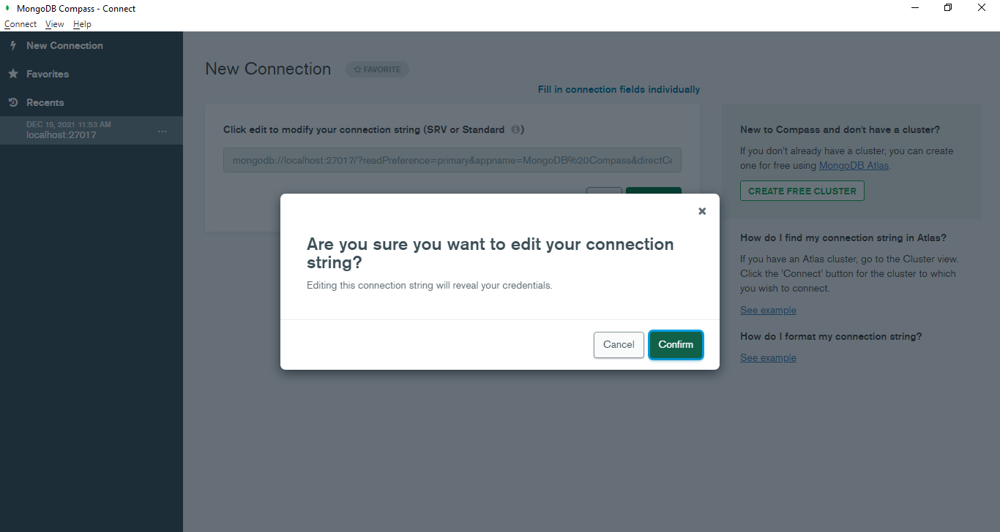 MongoDB Compass - Connect
Connect View Help
New Connection
Favorites
Recents
DEC 15, 2021 11:53 AM
localhost:27017
...
New Connection
FAVORITE
Fill in connection fields individually
Click edit to modify your connection string (SRV or Standard i)
mongodb://localhost:27017/?readPreference=primary&appname=MongoDB%20Compass&directCo
New to Compass and don't have a cluster?
If you don't already have a cluster, you can create
one for free using MongoDB Atlas.
CREATE FREE CLUSTER
How do I find my connection string in Atlas?
If you have an Atlas cluster, go to the Cluster view.
Click the 'Connect' button for the cluster to which
you wish to connect.
See example
How do I format my connection string?
See example
Are you sure you want to edit your connection
string?
Editing this connection string will reveal your credentials.
Cancel
Confirm